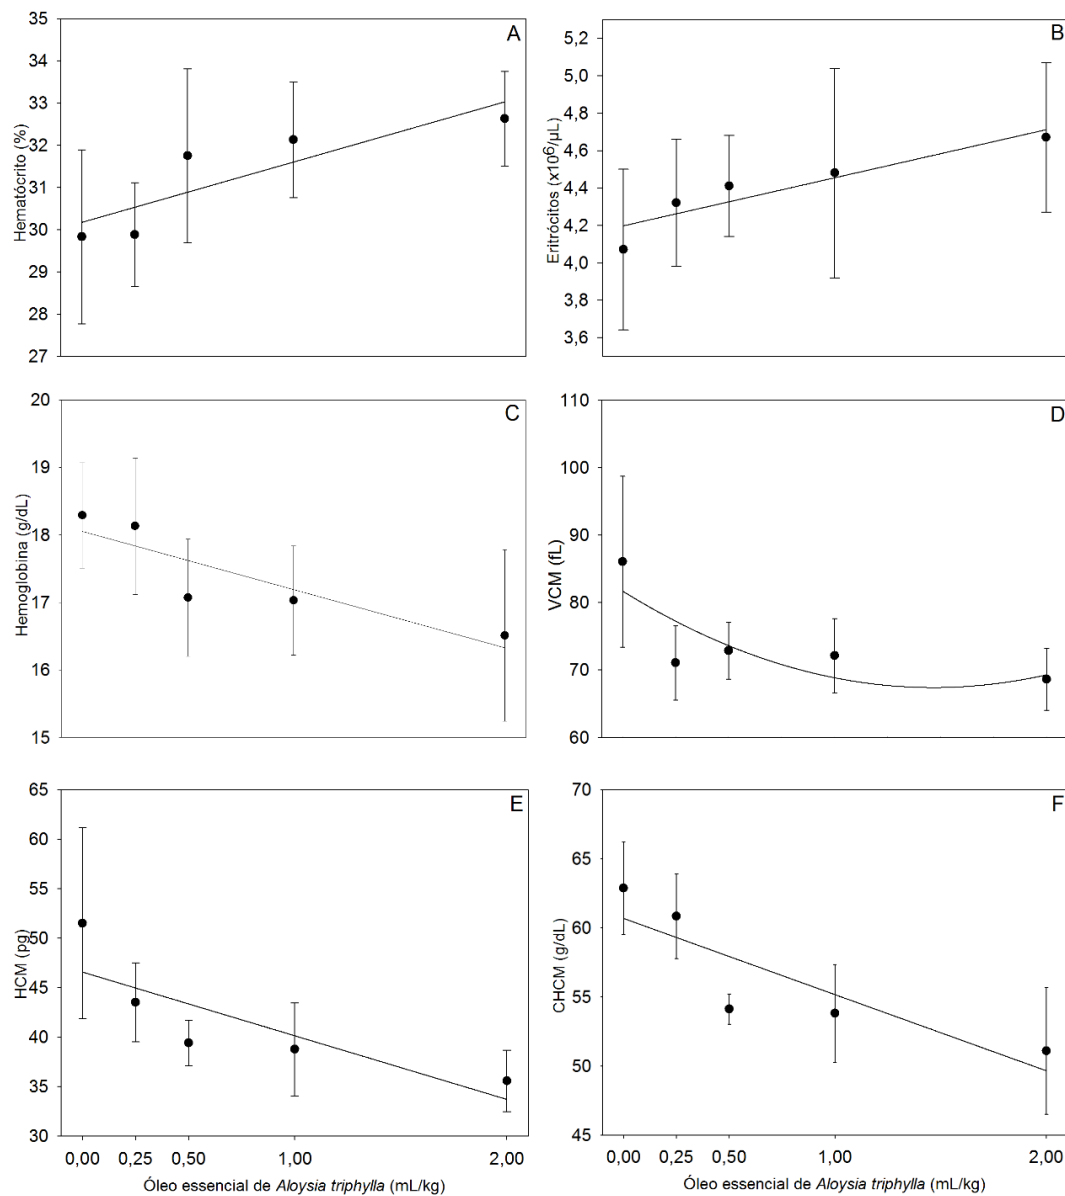 A
Hematócrito (%)
35
34
33
32
31
30
29
28
27
B
Eritrócitos (x10⁶/µL)
5,2
5,0
4,8
4,6
4,4
4,2
4,0
3,8
3,6
C
Hemoglobina (g/dL)
20
19
18
17
16
15
D
VCM (fL)
110
100
90
80
70
60
E
HCM (pg)
65
60
55
50
45
40
35
30
0,00 0,25 0,50 1,00 2,00
Óleo essencial de Aloysia triphylla (mL/kg)
F
CHCM (g/dL)
70
65
60
55
50
45
0,00 0,25 0,50 1,00 2,00
Óleo essencial de Aloysia triphylla (mL/kg)